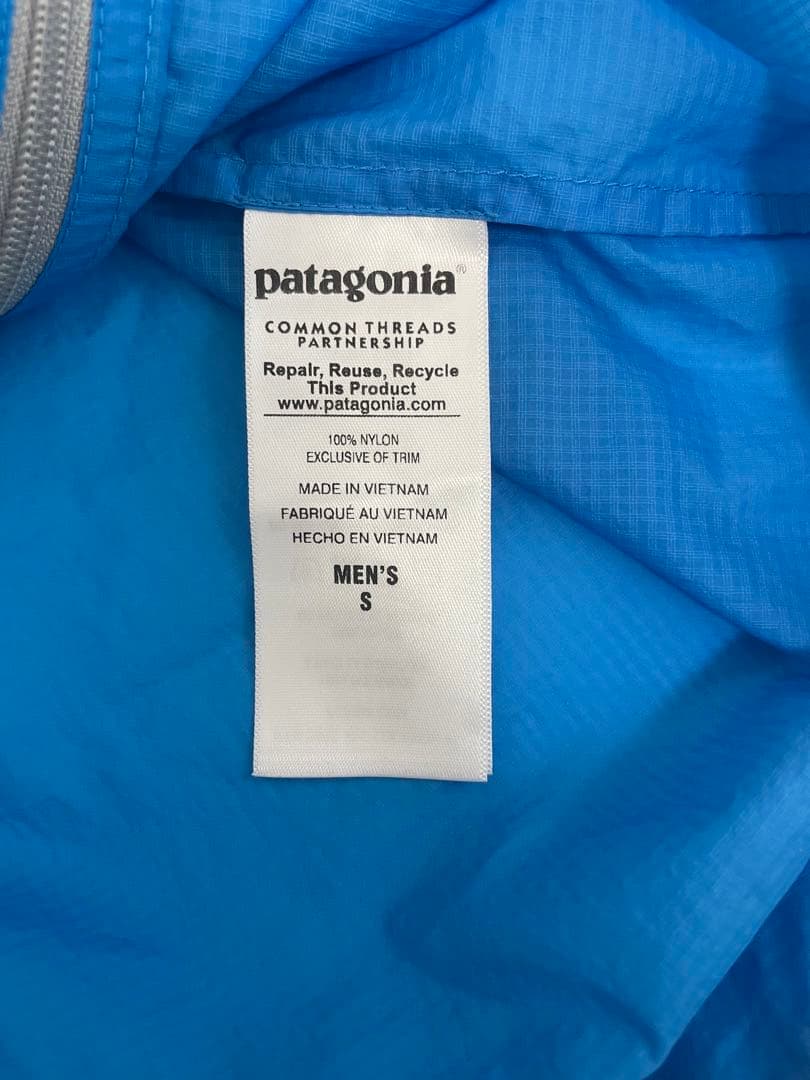 patagonia®
COMMON THREADS
PARTNERSHIP
Repair, Reuse, Recycle
This Product
www.patagonia.com
100% NYLON
EXCLUSIVE OF TRIM
MADE IN VIETNAM
FABRIQUÉ AU VIETNAM
HECHO EN VIETNAM
MEN'S
S